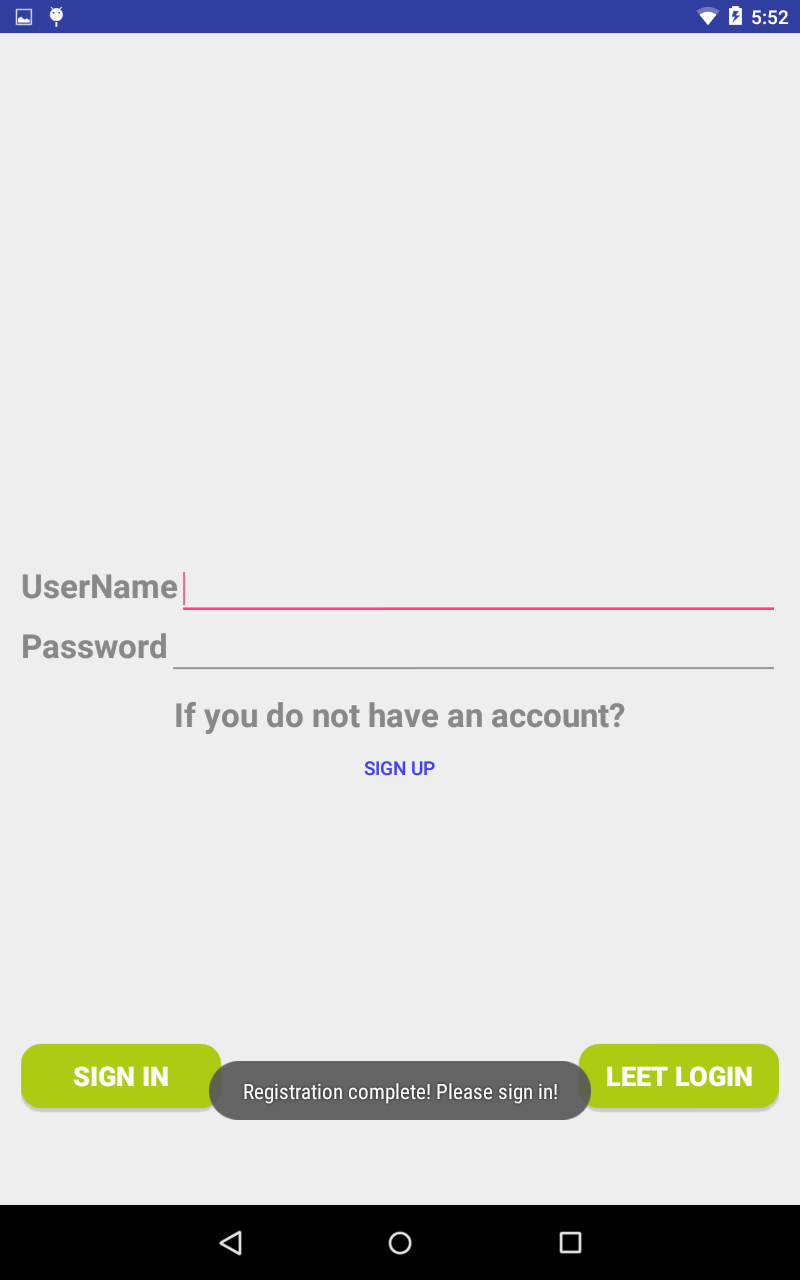 5:52
UserName
Password
If you do not have an account?
SIGN UP
SIGN IN
LEET LOGIN
Registration complete! Please sign in!